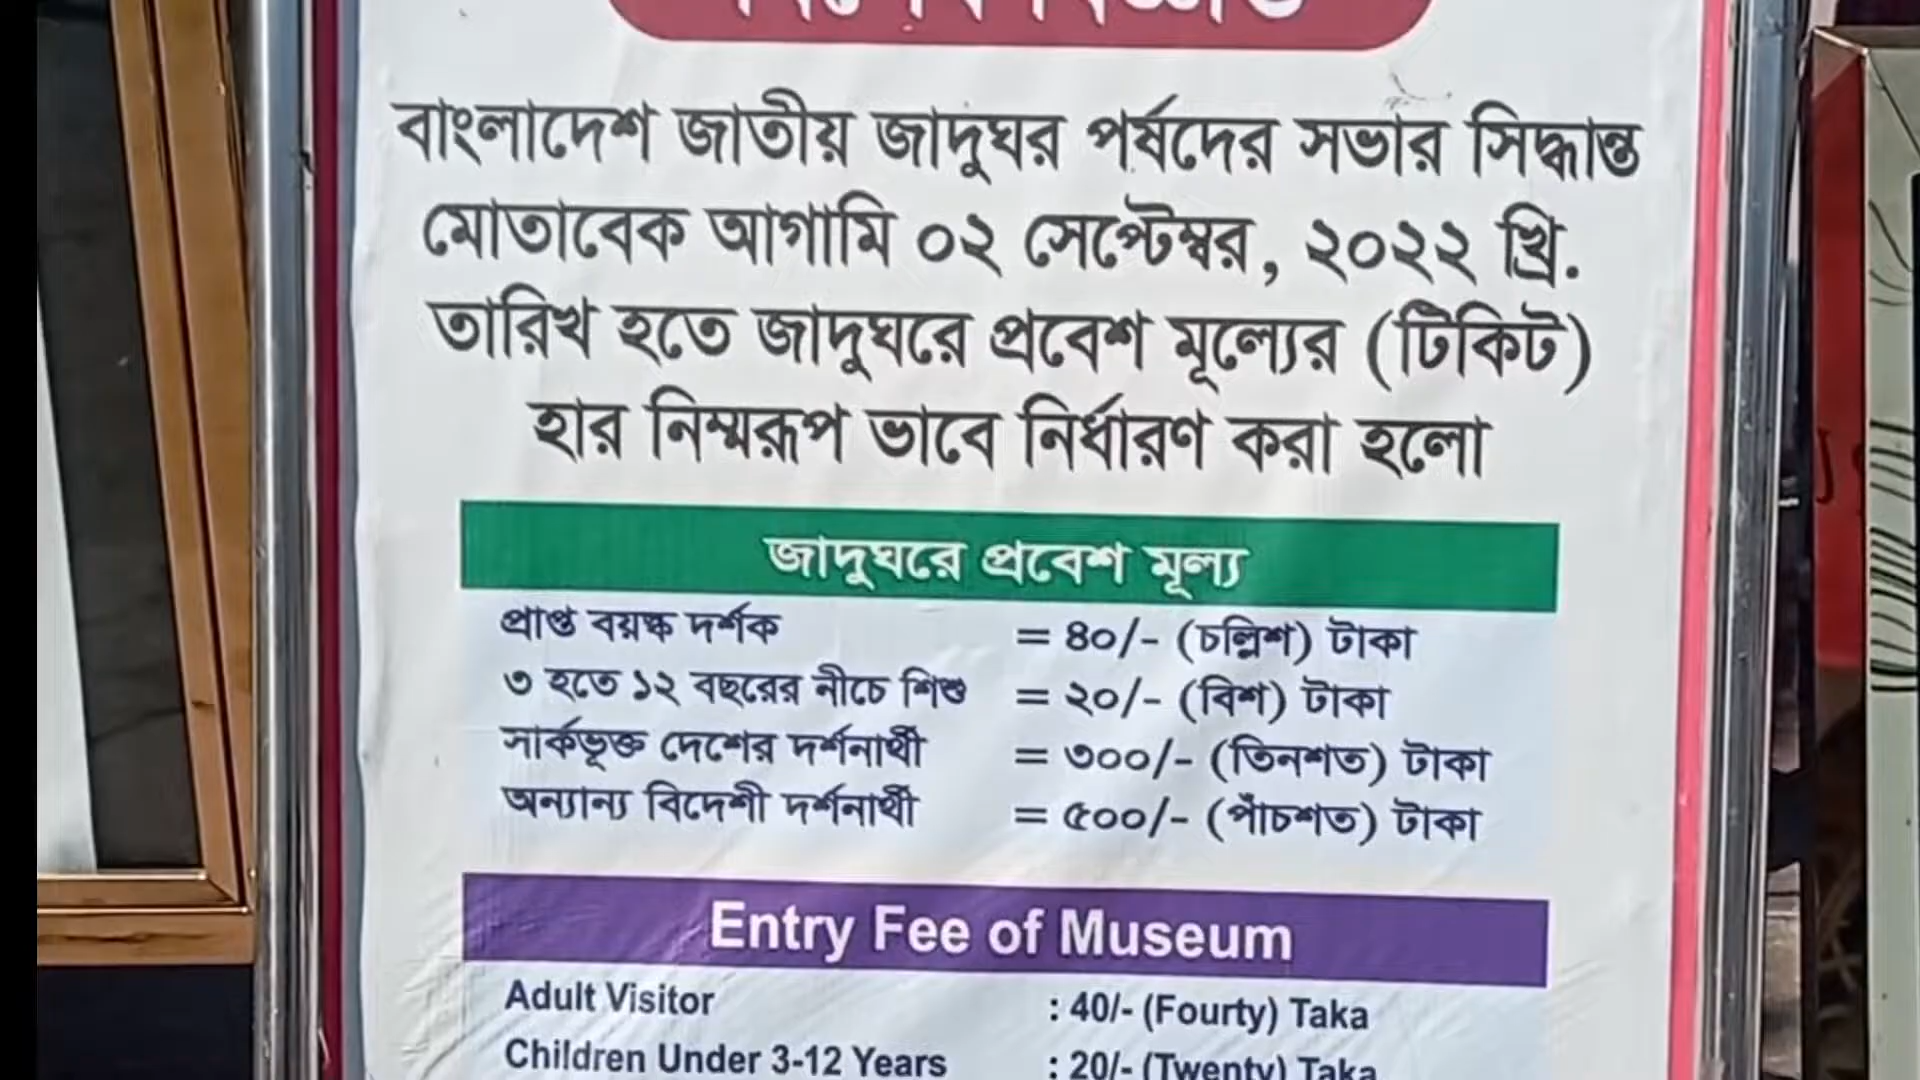 বাংলাদেশ জাতীয় জাদুঘর পর্ষদের সভার সিদ্ধান্ত
মোতাবেক আগামি ০২ সেপ্টেম্বর, ২০২২ খ্রি.
তারিখ হতে জাদুঘরে প্রবেশ মূল্যের (টিকিট)
হার নিম্মরূপ ভাবে নির্ধারণ করা হলো
জাদুঘরে প্রবেশ মূল্য
প্রাপ্ত বয়স্ক দর্শক = ৪০/- (চল্লিশ) টাকা
৩ হতে ১২ বছরের নীচে শিশু = ২০/- (বিশ) টাকা
সার্কভূক্ত দেশের দর্শনার্থী = ৩০০/- (তিনশত) টাকা
অন্যান্য বিদেশী দর্শনার্থী = ৫০০/- (পাঁচশত) টাকা
Entry Fee of Museum
Adult Visitor : 40/- (Fourty) Taka
Children Under 3-12 Years : 20/- (Twenty) Taka